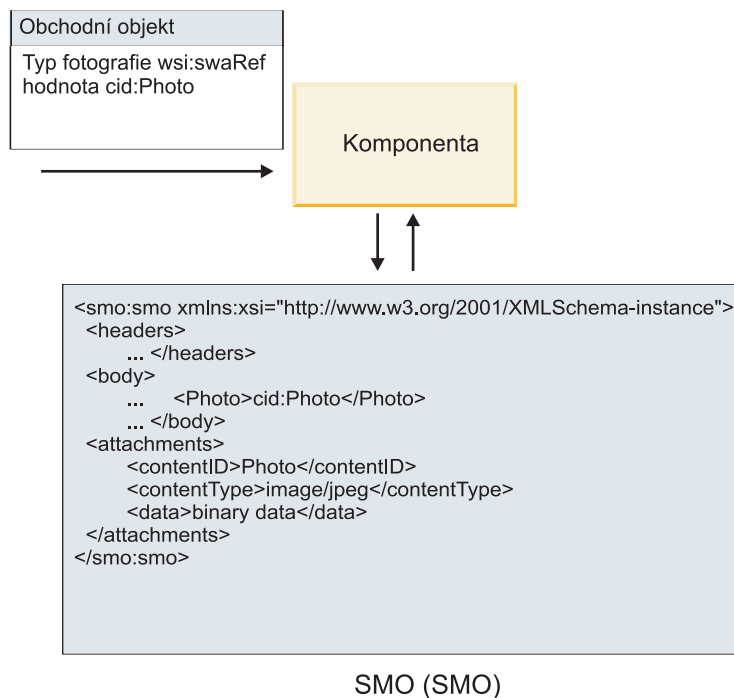 Obchodní objekt
Typ fotografie wsi:swaRef
hodnota cid:Photo
Komponenta
<smo:smo xmlns:xsi="http://www.w3.org/2001/XMLSchema-instance">
<headers>
... </headers>
<body>
... <Photo>cid:Photo</Photo>
... </body>
<attachments>
<contentID>Photo</contentID>
<contentType>image/jpeg</contentType>
<data>binary data</data>
</attachments>
</smo:smo>
SMO (SMO)